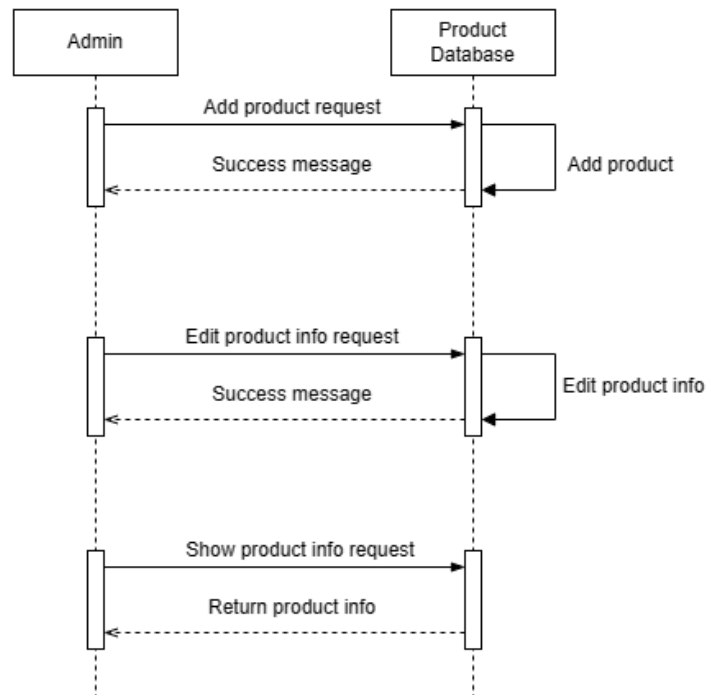 Admin
Product
Database
Add product request
Success message
Add product
Edit product info request
Success message
Edit product info
Show product info request
Return product info